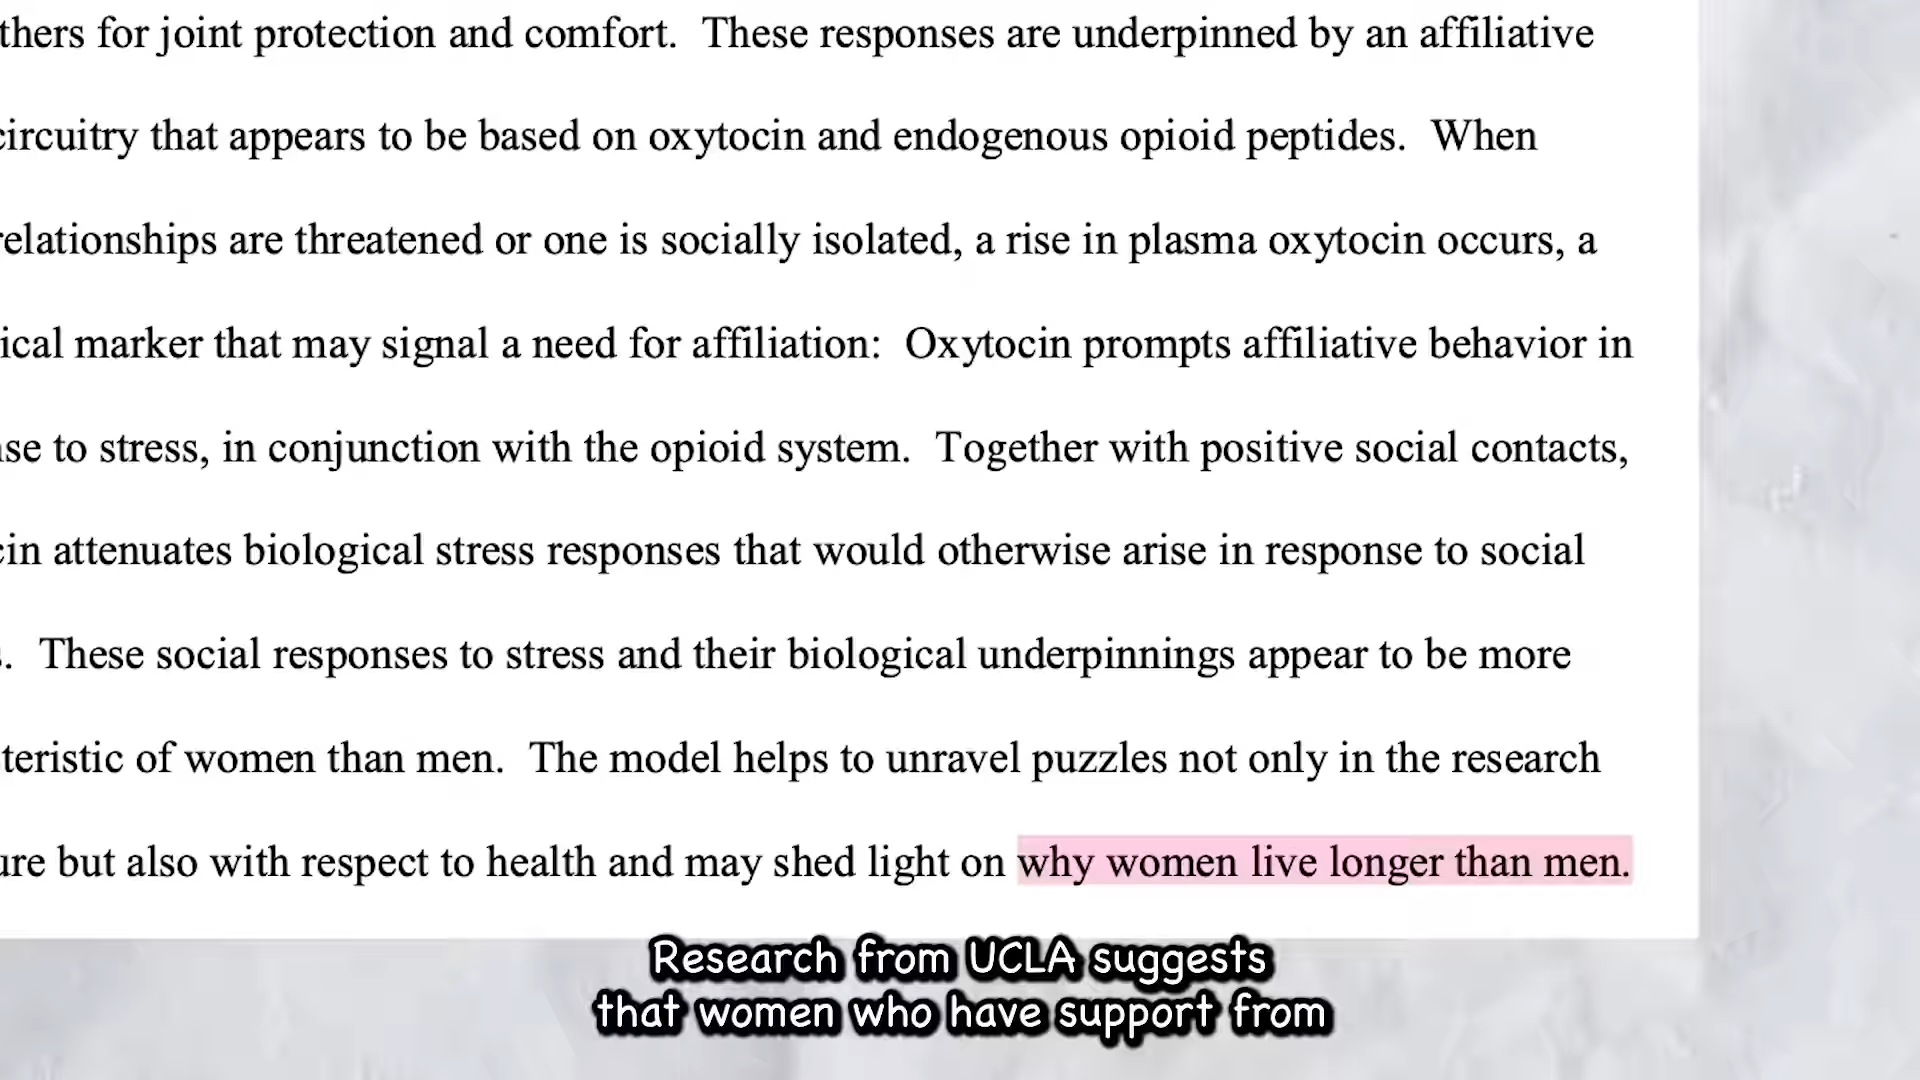 thers for joint protection and comfort. These responses are underpinned by an affiliative
circuitry that appears to be based on oxytocin and endogenous opioid peptides. When
relationships are threatened or one is socially isolated, a rise in plasma oxytocin occurs, a
ical marker that may signal a need for affiliation: Oxytocin prompts affiliative behavior in
nse to stress, in conjunction with the opioid system. Together with positive social contacts,
cin attenuates biological stress responses that would otherwise arise in response to social
s. These social responses to stress and their biological underpinnings appear to be more
teristic of women than men. The model helps to unravel puzzles not only in the research
ure but also with respect to health and may shed light on why women live longer than men.
Research from UCLA suggests
that women who have support from